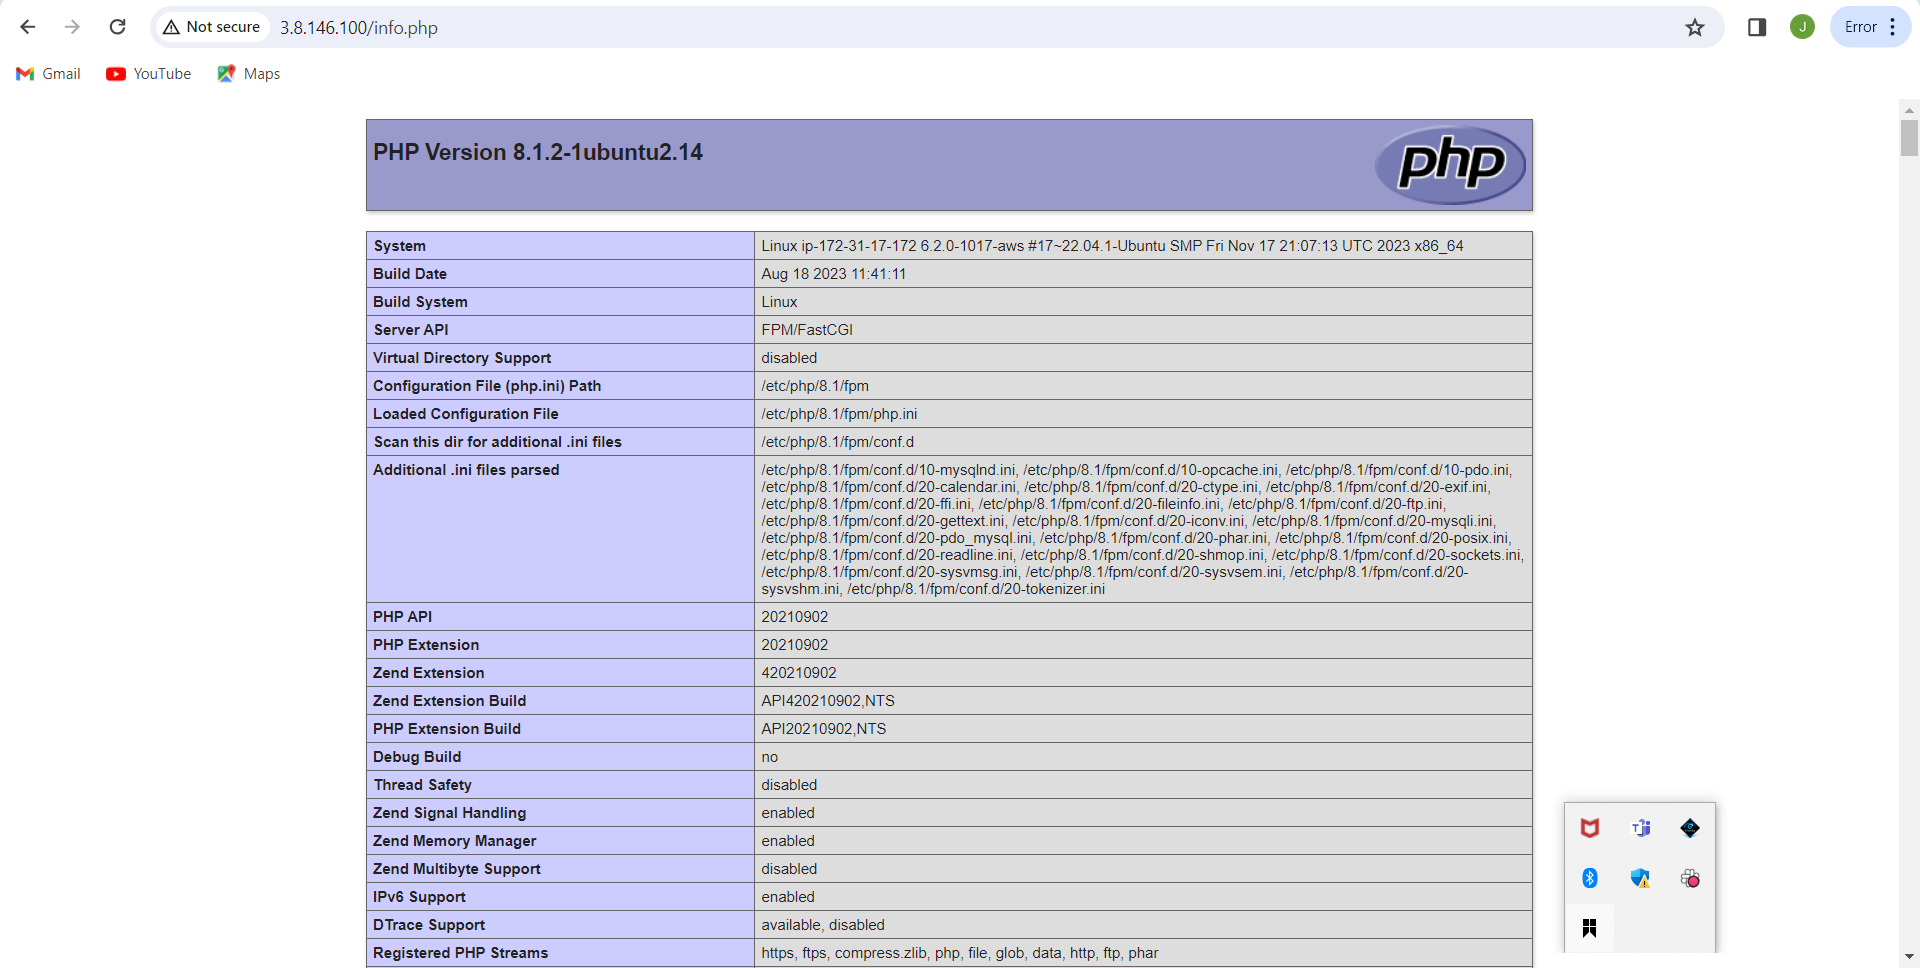 Not secure 3.8.146.100/info.php J Error
Gmail YouTube Maps
PHP Version 8.1.2-1ubuntu2.14 php
System Linux ip-172-31-17-172 6.2.0-1017-aws #17~22.04.1-Ubuntu SMP Fri Nov 17 21:07:13 UTC 2023 x86_64
Build Date Aug 18 2023 11:41:11
Build System Linux
Server API FPM/FastCGI
Virtual Directory Support disabled
Configuration File (php.ini) Path /etc/php/8.1/fpm
Loaded Configuration File /etc/php/8.1/fpm/php.ini
Scan this dir for additional .ini files /etc/php/8.1/fpm/conf.d
Additional .ini files parsed /etc/php/8.1/fpm/conf.d/10-mysqlnd.ini, /etc/php/8.1/fpm/conf.d/10-opcache.ini, /etc/php/8.1/fpm/conf.d/10-pdo.ini,
/etc/php/8.1/fpm/conf.d/20-calendar.ini, /etc/php/8.1/fpm/conf.d/20-ctype.ini, /etc/php/8.1/fpm/conf.d/20-exif.ini,
/etc/php/8.1/fpm/conf.d/20-ffi.ini, /etc/php/8.1/fpm/conf.d/20-fileinfo.ini, /etc/php/8.1/fpm/conf.d/20-ftp.ini,
/etc/php/8.1/fpm/conf.d/20-gettext.ini, /etc/php/8.1/fpm/conf.d/20-iconv.ini, /etc/php/8.1/fpm/conf.d/20-mysqli.ini,
/etc/php/8.1/fpm/conf.d/20-pdo_mysql.ini, /etc/php/8.1/fpm/conf.d/20-phar.ini, /etc/php/8.1/fpm/conf.d/20-posix.ini,
/etc/php/8.1/fpm/conf.d/20-readline.ini, /etc/php/8.1/fpm/conf.d/20-shmop.ini, /etc/php/8.1/fpm/conf.d/20-sockets.ini,
/etc/php/8.1/fpm/conf.d/20-sysvmsg.ini, /etc/php/8.1/fpm/conf.d/20-sysvsem.ini, /etc/php/8.1/fpm/conf.d/20-
sysvshm.ini, /etc/php/8.1/fpm/conf.d/20-tokenizer.ini
PHP API 20210902
PHP Extension 20210902
Zend Extension 420210902
Zend Extension Build API420210902,NTS
PHP Extension Build API20210902,NTS
Debug Build no
Thread Safety disabled
Zend Signal Handling enabled
Zend Memory Manager enabled
Zend Multibyte Support disabled
IPv6 Support enabled
DTrace Support available, disabled
Registered PHP Streams https, ftps, compress.zlib, php, file, glob, data, http, ftp, phar